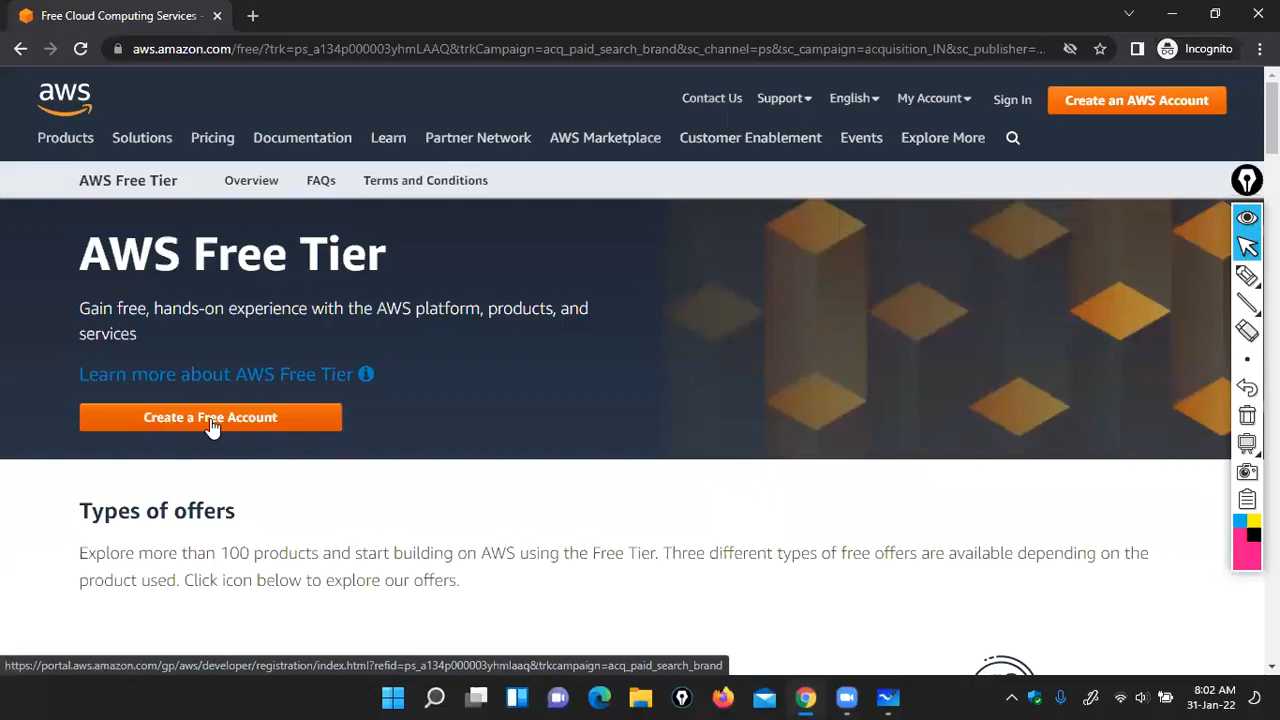 Free Cloud Computing Services -
aws.amazon.com/free/?trk=ps_a134p000003yhmLAAQ&trkCampaign=acq_paid_search_brand&sc_channel=ps&sc_campaign=acquisition_IN&sc_publisher=...
Incognito
aws
Contact Us Support English My Account Sign In Create an AWS Account
Products Solutions Pricing Documentation Learn Partner Network AWS Marketplace Customer Enablement Events Explore More
AWS Free Tier Overview FAQs Terms and Conditions
AWS Free Tier
Gain free, hands-on experience with the AWS platform, products, and
services
Learn more about AWS Free Tier
Create a Free Account
Types of offers
Explore more than 100 products and start building on AWS using the Free Tier. Three different types of free offers are available depending on the
product used. Click icon below to explore our offers.
https://portal.aws.amazon.com/gp/aws/developer/registration/index.html?refid=ps_a134p000003yhmlaaq&trkcampaign=acq_paid_search_brand
8:02 AM
31-Jan-22